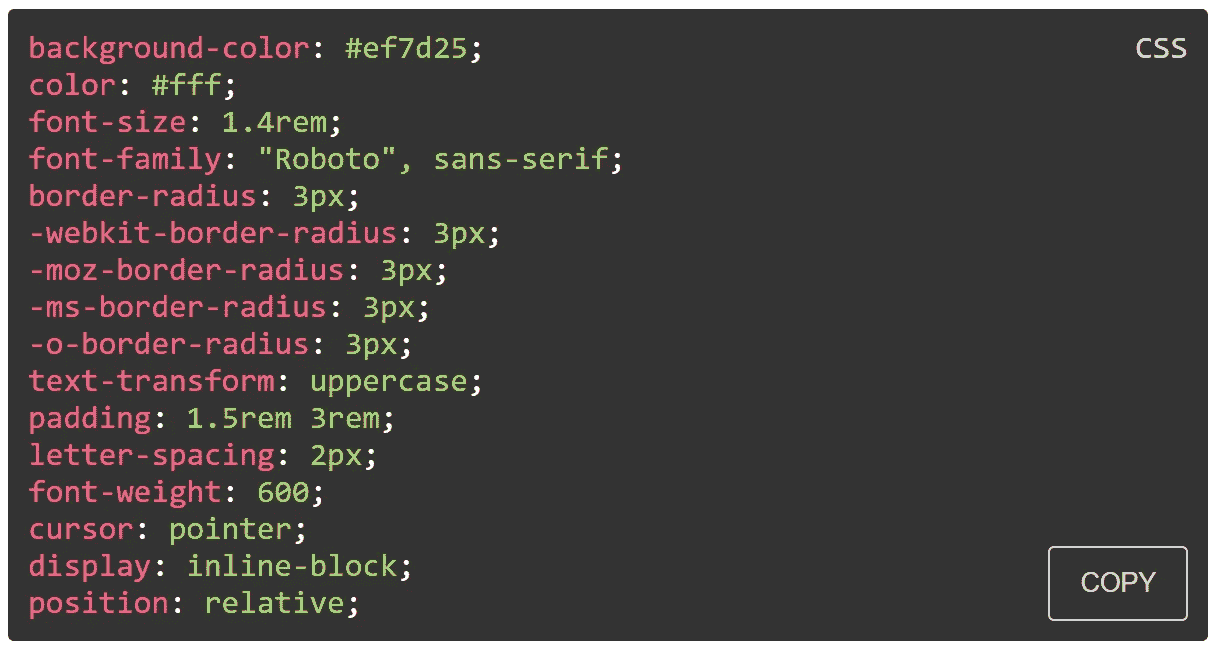 background-color: #ef7d25;
CSS
color: #fff;
font-size: 1.4rem;
font-family: "Roboto", sans-serif;
border-radius: 3px;
-webkit-border-radius: 3px;
-moz-border-radius: 3px;
-ms-border-radius: 3px;
-o-border-radius: 3px;
text-transform: uppercase;
padding: 1.5rem 3rem;
letter-spacing: 2px;
font-weight: 600;
cursor: pointer;
display: inline-block;
COPY
position: relative;